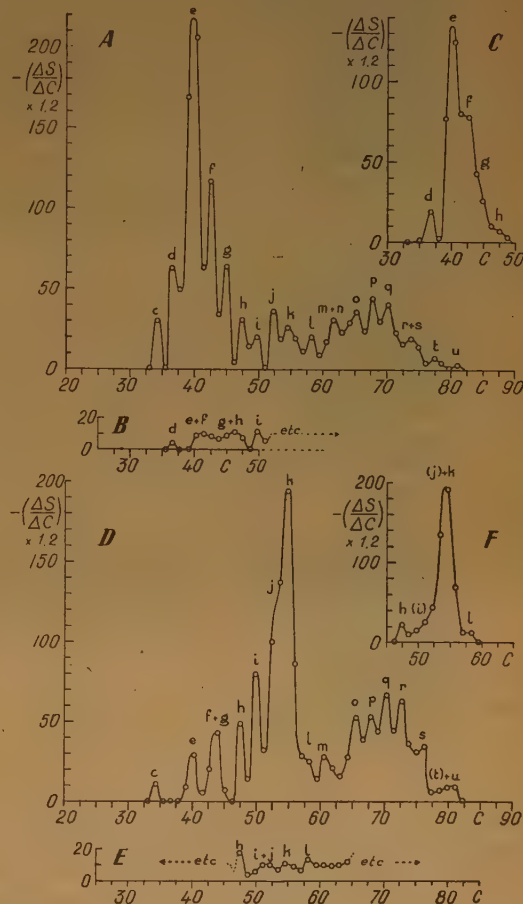 A
200
150
100
50
0
−(ΔS/ΔC)
× 1.2
c
d
e
f
g
h
i
j
k
l
m+n
o
p
q
r+s
t
u
20 30 40 50 60 70 80 C 90
C
100
50
0
−(ΔS/ΔC)
× 1.2
d
e
f
g
h
30 40 C 50
B
20
10
0
d
e+f
g+h
i
etc
30 40 C 50
D
200
150
100
50
0
−(ΔS/ΔC)
× 1.2
c
e
f+g
h
i
j
k
l
m
o
p
q
r
s
(t)+u
20 30 40 50 60 70 80 C
F
200
100
0
−(ΔS/ΔC)
× 1.2
h
(i)
(j)+k
l
50 60 C
E
20
10
0
etc
h
i+j
k
l
etc
30 40 50 60 70 80 C